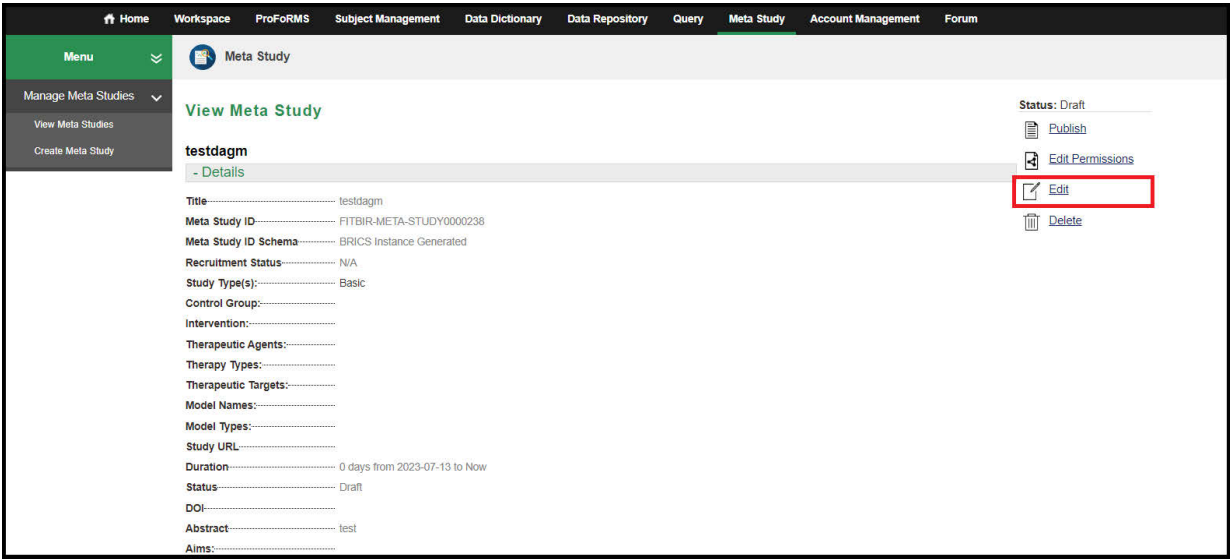 Home Workspace ProFoRMS Subject Management Data Dictionary Data Repository Query Meta Study Account Management Forum
Menu
Meta Study
Manage Meta Studies
View Meta Studies
Create Meta Study
View Meta Study
testdagm
- Details
Title testdagm
Meta Study ID FITBIR-META-STUDY0000238
Meta Study ID Schema BRICS Instance Generated
Recruitment Status N/A
Study Type(s): Basic
Control Group:
Intervention:
Therapeutic Agents:
Therapy Types:
Therapeutic Targets:
Model Names:
Model Types:
Study URL
Duration 0 days from 2023-07-13 to Now
Status Draft
DOI
Abstract test
Aims:
Status: Draft
Publish
Edit Permissions
Edit
Delete